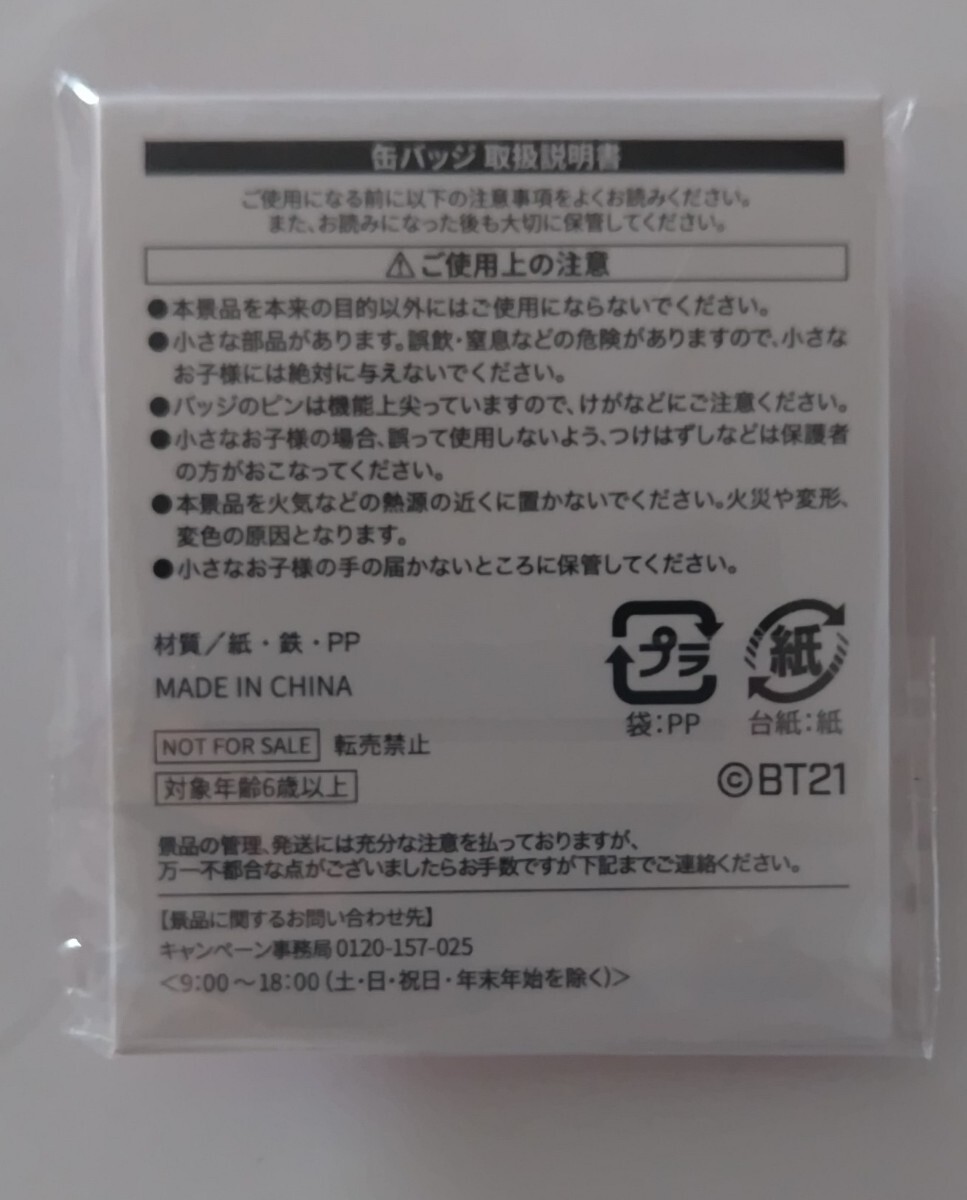 缶バッジ 取扱説明書
ご使用になる前に以下の注意事項をよくお読みください。
また、お読みになった後も大切に保管してください。
⚠ご使用上の注意
●本景品を本来の目的以外にはご使用にならないでください。
●小さな部品があります。誤飲・窒息などの危険がありますので、小さな
お子様には絶対に与えないでください。
●バッジのピンは機能上尖っていますので、けがなどにご注意ください。
●小さなお子様の場合、誤って使用しないよう、つけはずしなどは保護者
の方がおこなってください。
●本景品を火気などの熱源の近くに置かないでください。火災や変形、
変色の原因となります。
●小さなお子様の手の届かないところに保管してください。
材質／紙・鉄・PP
MADE IN CHINA
プラ 紙
袋：PP 台紙：紙
NOT FOR SALE 転売禁止
対象年齢6歳以上
©BT21
景品の管理、発送には充分な注意を払っておりますが、
万一不都合な点がございましたらお手数ですが下記までご連絡ください。
【景品に関するお問い合わせ先】
キャンペーン事務局 0120-157-025
＜9：00～18：00（土・日・祝日・年末年始を除く）＞